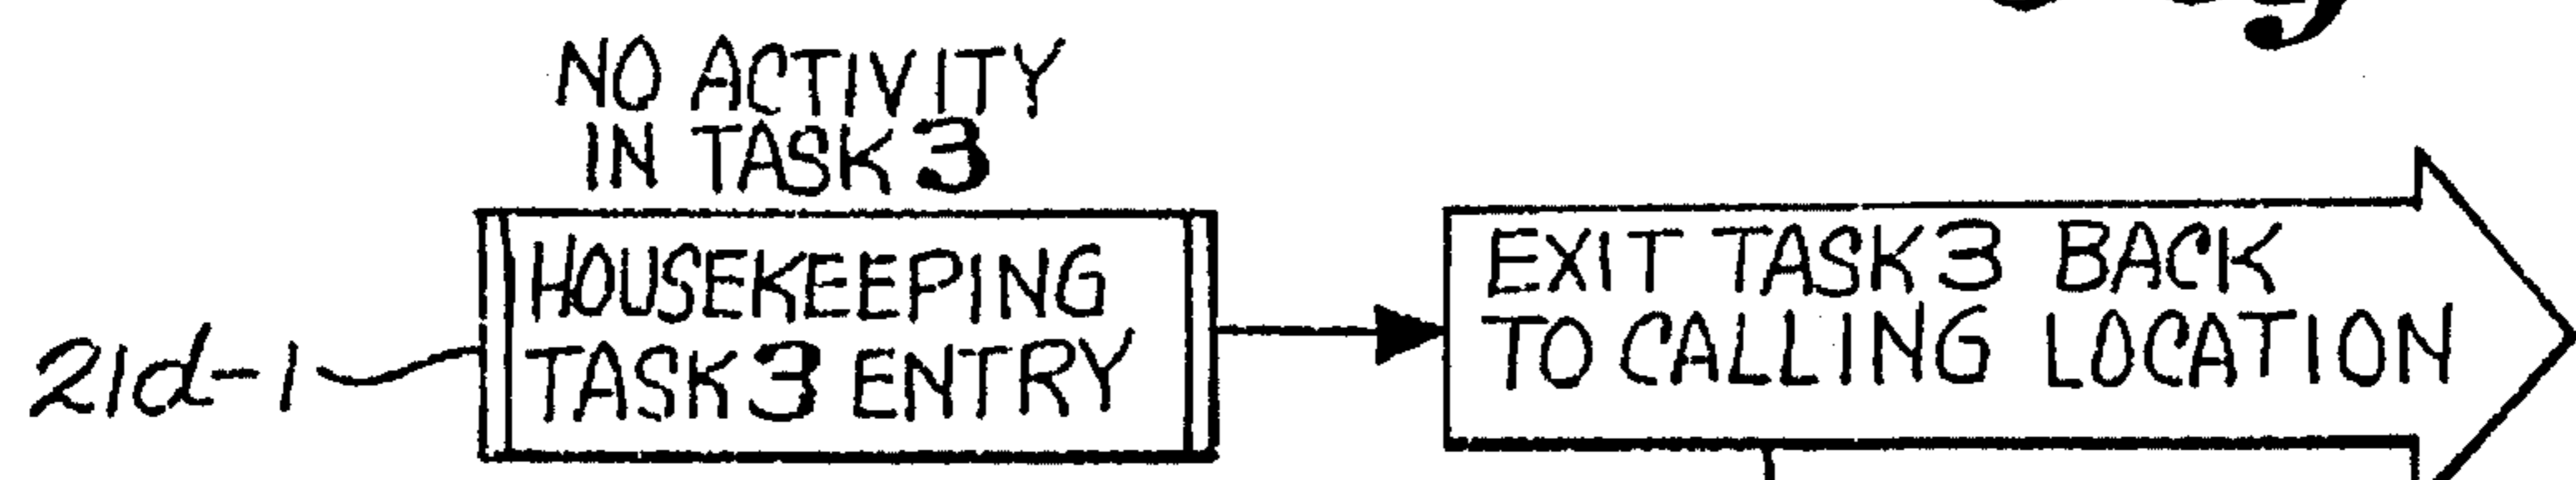 NO ACTIVITY
IN TASK 3
HOUSEKEEPING
TASK 3 ENTRY
EXIT TASK 3 BACK
TO CALLING LOCATION
21d-1